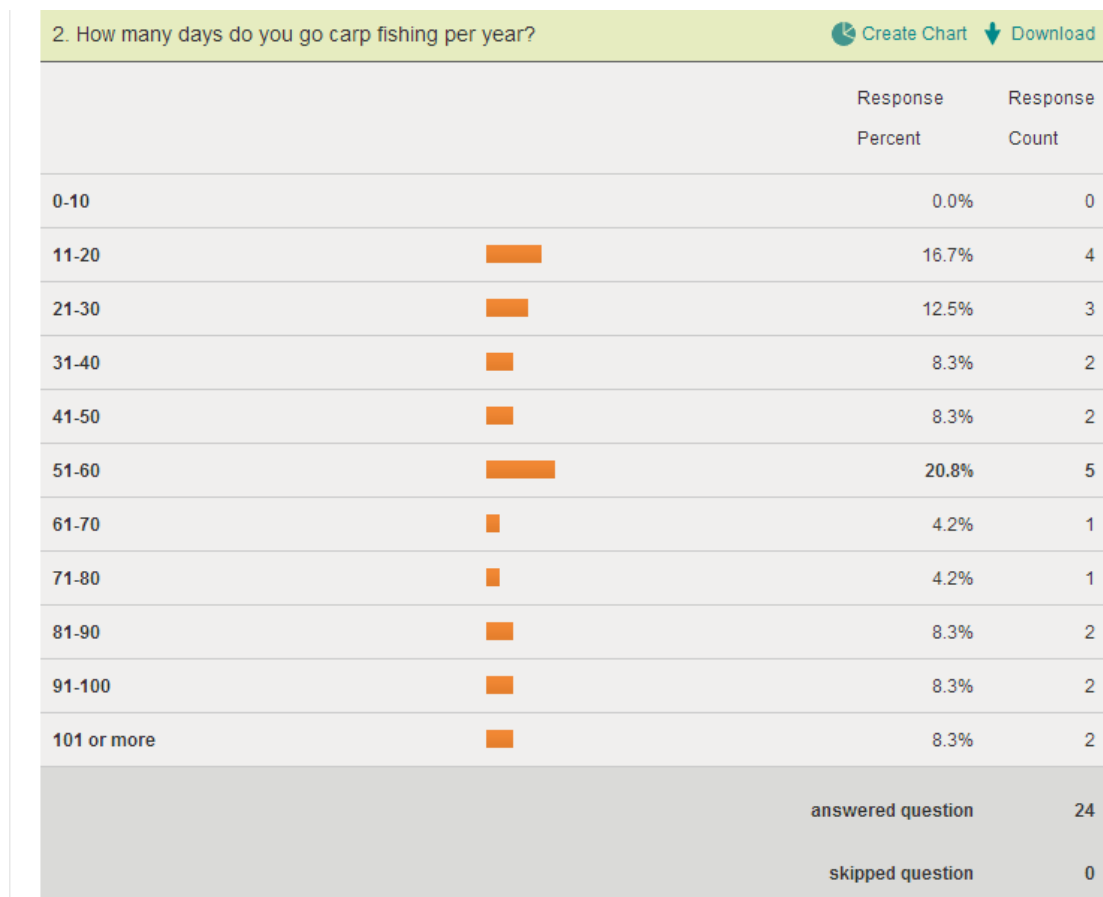 2. How many days do you go carp fishing per year? Create Chart Download
Response Response
Percent Count
0-10 0.0% 0
11-20 16.7% 4
21-30 12.5% 3
31-40 8.3% 2
41-50 8.3% 2
51-60 20.8% 5
61-70 4.2% 1
71-80 4.2% 1
81-90 8.3% 2
91-100 8.3% 2
101 or more 8.3% 2
answered question 24
skipped question 0